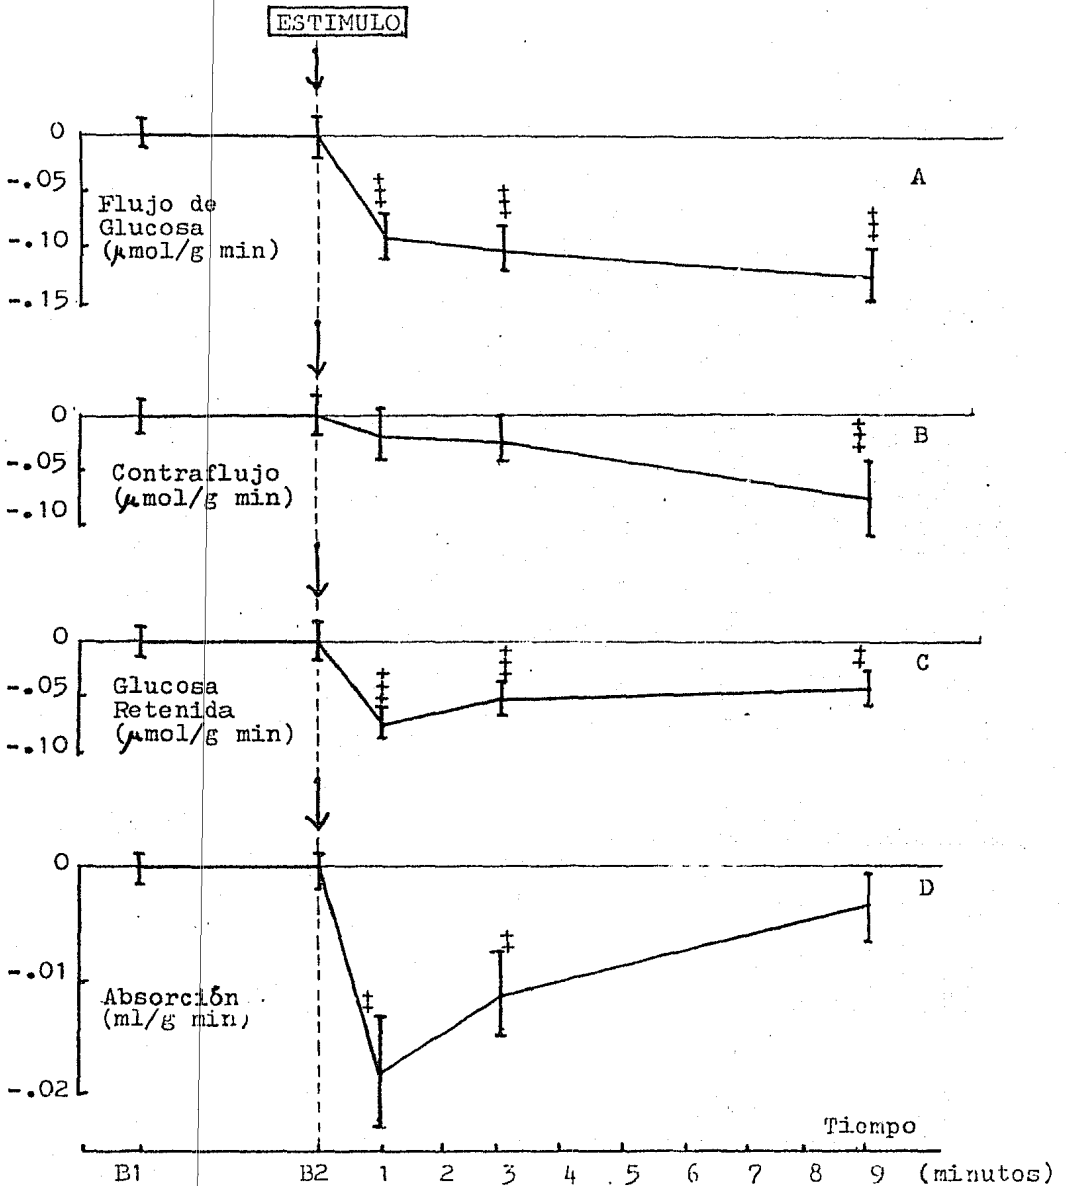 ESTIMULO
0
-.05
-.10
-.15
Flujo de
Glucosa
(μmol/g min)
A
0
-.05
-.10
Contraflujo
(μmol/g min)
B
0
-.05
-.10
Glucosa
Retenida
(μmol/g min)
C
0
-.01
-.02
Absorción
(ml/g min)
D
Tiempo
B1 B2 1 2 3 4 5 6 7 8 9 (minutos)